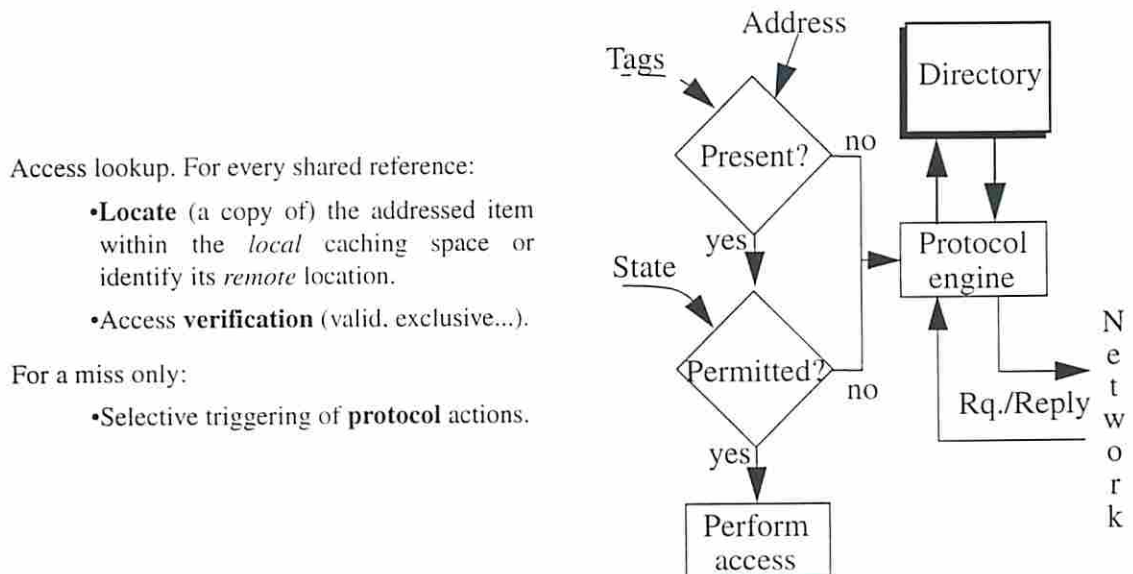 Access lookup. For every shared reference:
•Locate (a copy of) the addressed item
within the local caching space or
identify its remote location.
•Access verification (valid. exclusive...).
For a miss only:
•Selective triggering of protocol actions.
Address
Tags
Directory
Present?
no
yes
Protocol
engine
State
Permitted?
no
Rq./Reply
Network
yes
Perform
access